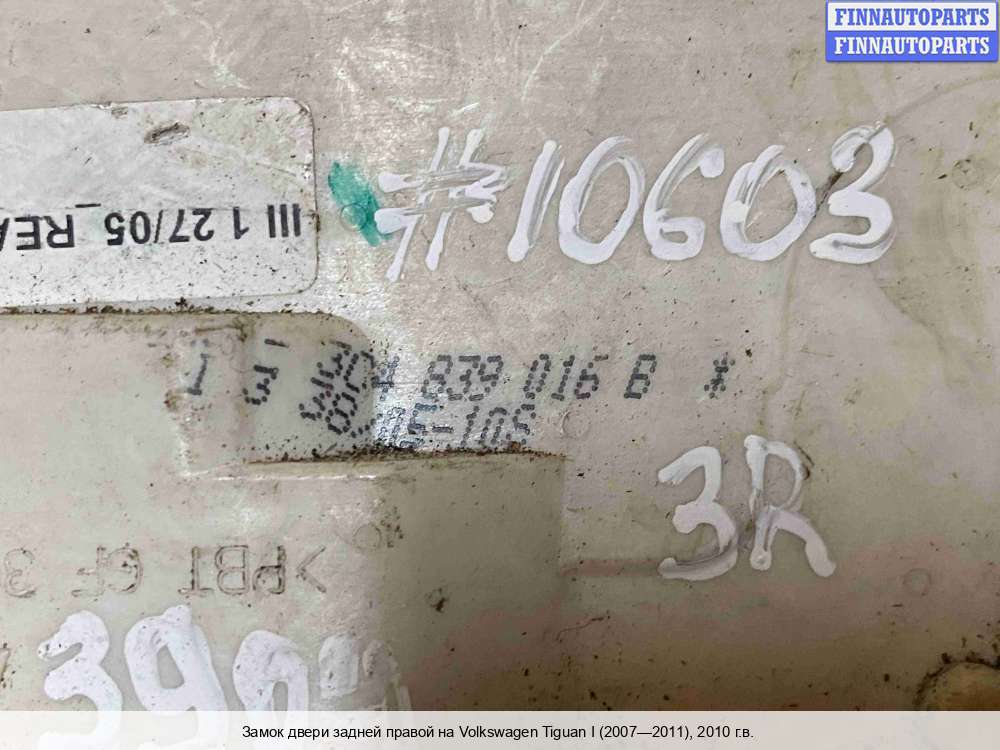 FINNAUTOPARTS
FINNAUTOPARTS
#10603
III 1 27/05_REA
839 016 B *
3R
>PBT GF 3
390
Замок двери задней правой на Volkswagen Tiguan I (2007—2011), 2010 г.в.